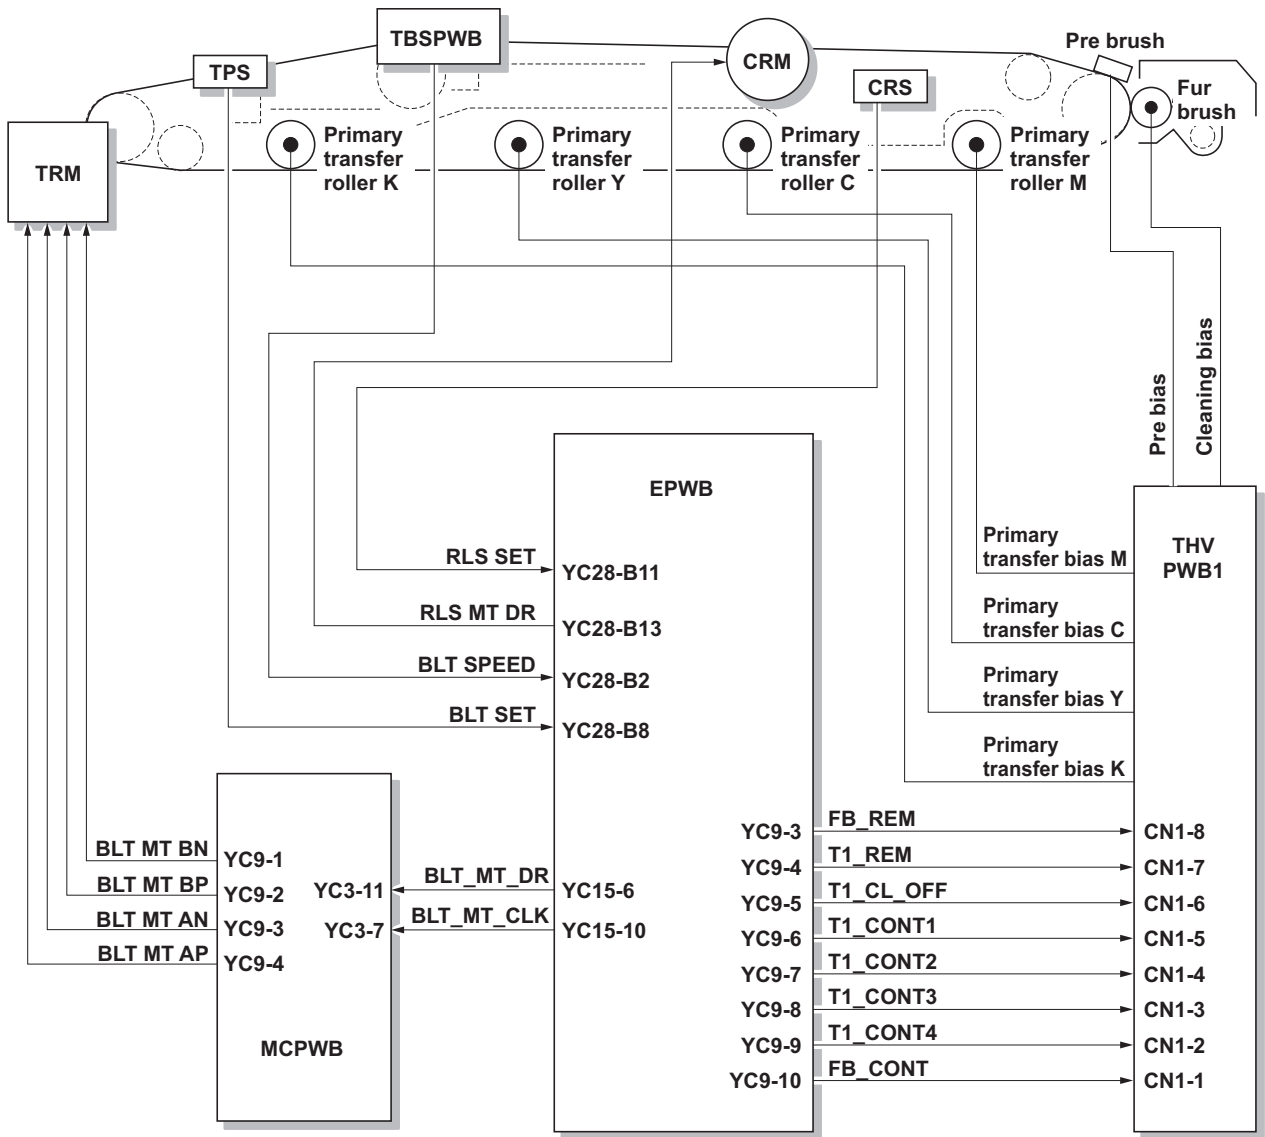 TBSPWB
Pre brush
TPS
CRM
CRS
Fur
brush
TRM
Primary
transfer
roller K
Primary
transfer
roller Y
Primary
transfer
roller C
Primary
transfer
roller M
Pre bias
Cleaning bias
EPWB
THV
PWB1
Primary
transfer bias M
Primary
transfer bias C
Primary
transfer bias Y
Primary
transfer bias K
RLS SET
YC28-B11
RLS MT DR
YC28-B13
BLT SPEED
YC28-B2
BLT SET
YC28-B8
BLT MT BN
YC9-1
BLT MT BP
YC9-2
BLT MT AN
YC9-3
BLT MT AP
YC9-4
MCPWB
YC3-11
BLT_MT_DR
YC15-6
YC3-7
BLT_MT_CLK
YC15-10
YC9-3
FB_REM
CN1-8
YC9-4
T1_REM
CN1-7
YC9-5
T1_CL_OFF
CN1-6
YC9-6
T1_CONT1
CN1-5
YC9-7
T1_CONT2
CN1-4
YC9-8
T1_CONT3
CN1-3
YC9-9
T1_CONT4
CN1-2
YC9-10
FB_CONT
CN1-1